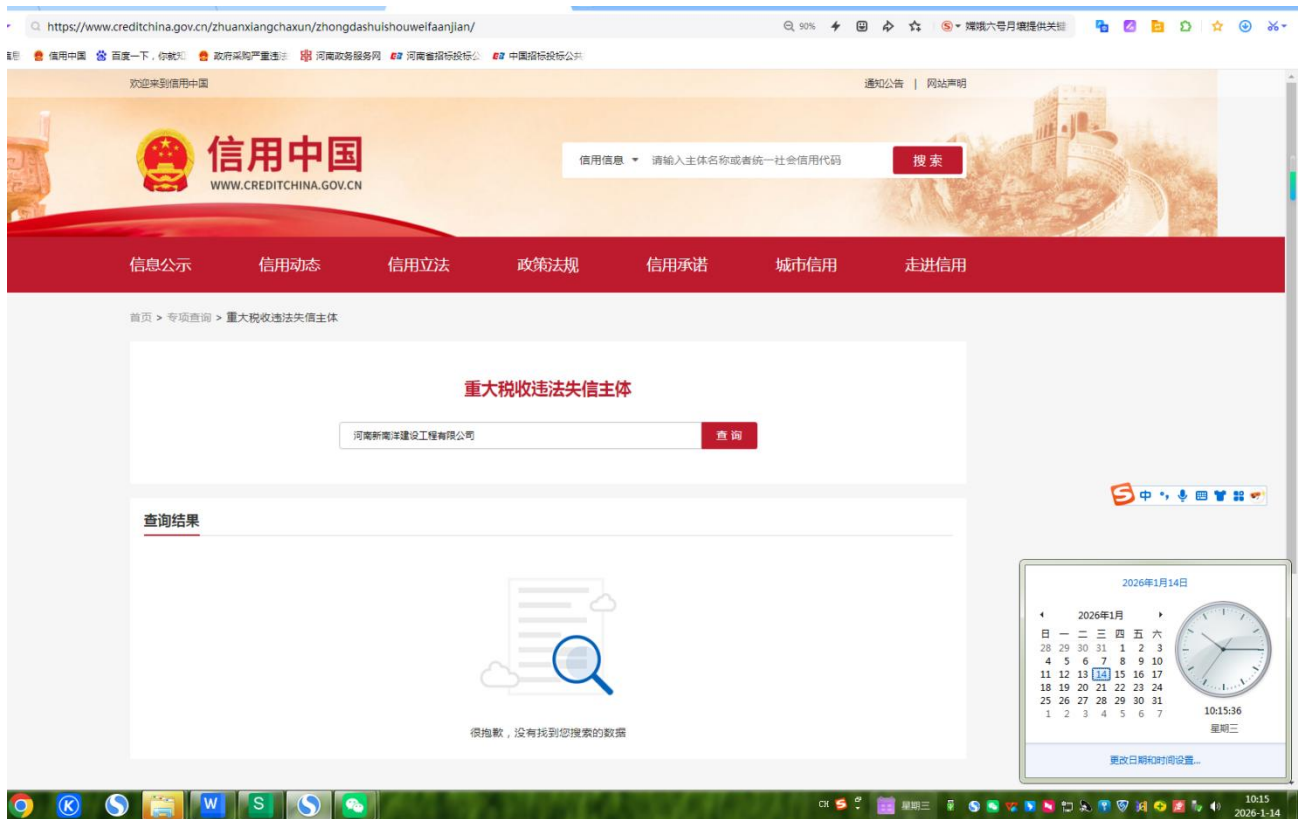 https://www.creditchina.gov.cn/zhuanxiangchaxun/zhongdashuishouweifaanjian/
90%
嫦娥六号月壤提供关键
信用中国
百度一下，你就知
政府采购严重违法
河南政务服务网
河南省招标投标公
中国招标投标公共
欢迎来到信用中国
通知公告 | 网站声明
信用中国
WWW.CREDITCHINA.GOV.CN
信用信息
请输入主体名称或者统一社会信用代码
搜索
信息公示
信用动态
信用立法
政策法规
信用承诺
城市信用
走进信用
首页 > 专项查询 > 重大税收违法失信主体
重大税收违法失信主体
河南新南洋建设工程有限公司
查询
中
查询结果
很抱歉，没有找到您搜索的数据
2026年1月14日
2026年1月
日 一 二 三 四 五 六
28 29 30 31 1 2 3
4 5 6 7 8 9 10
11 12 13 14 15 16 17
18 19 20 21 22 23 24
25 26 27 28 29 30 31
1 2 3 4 5 6 7
10:15:36
星期三
更改日期和时间设置...
CH
星期三
10:15
2026-1-14